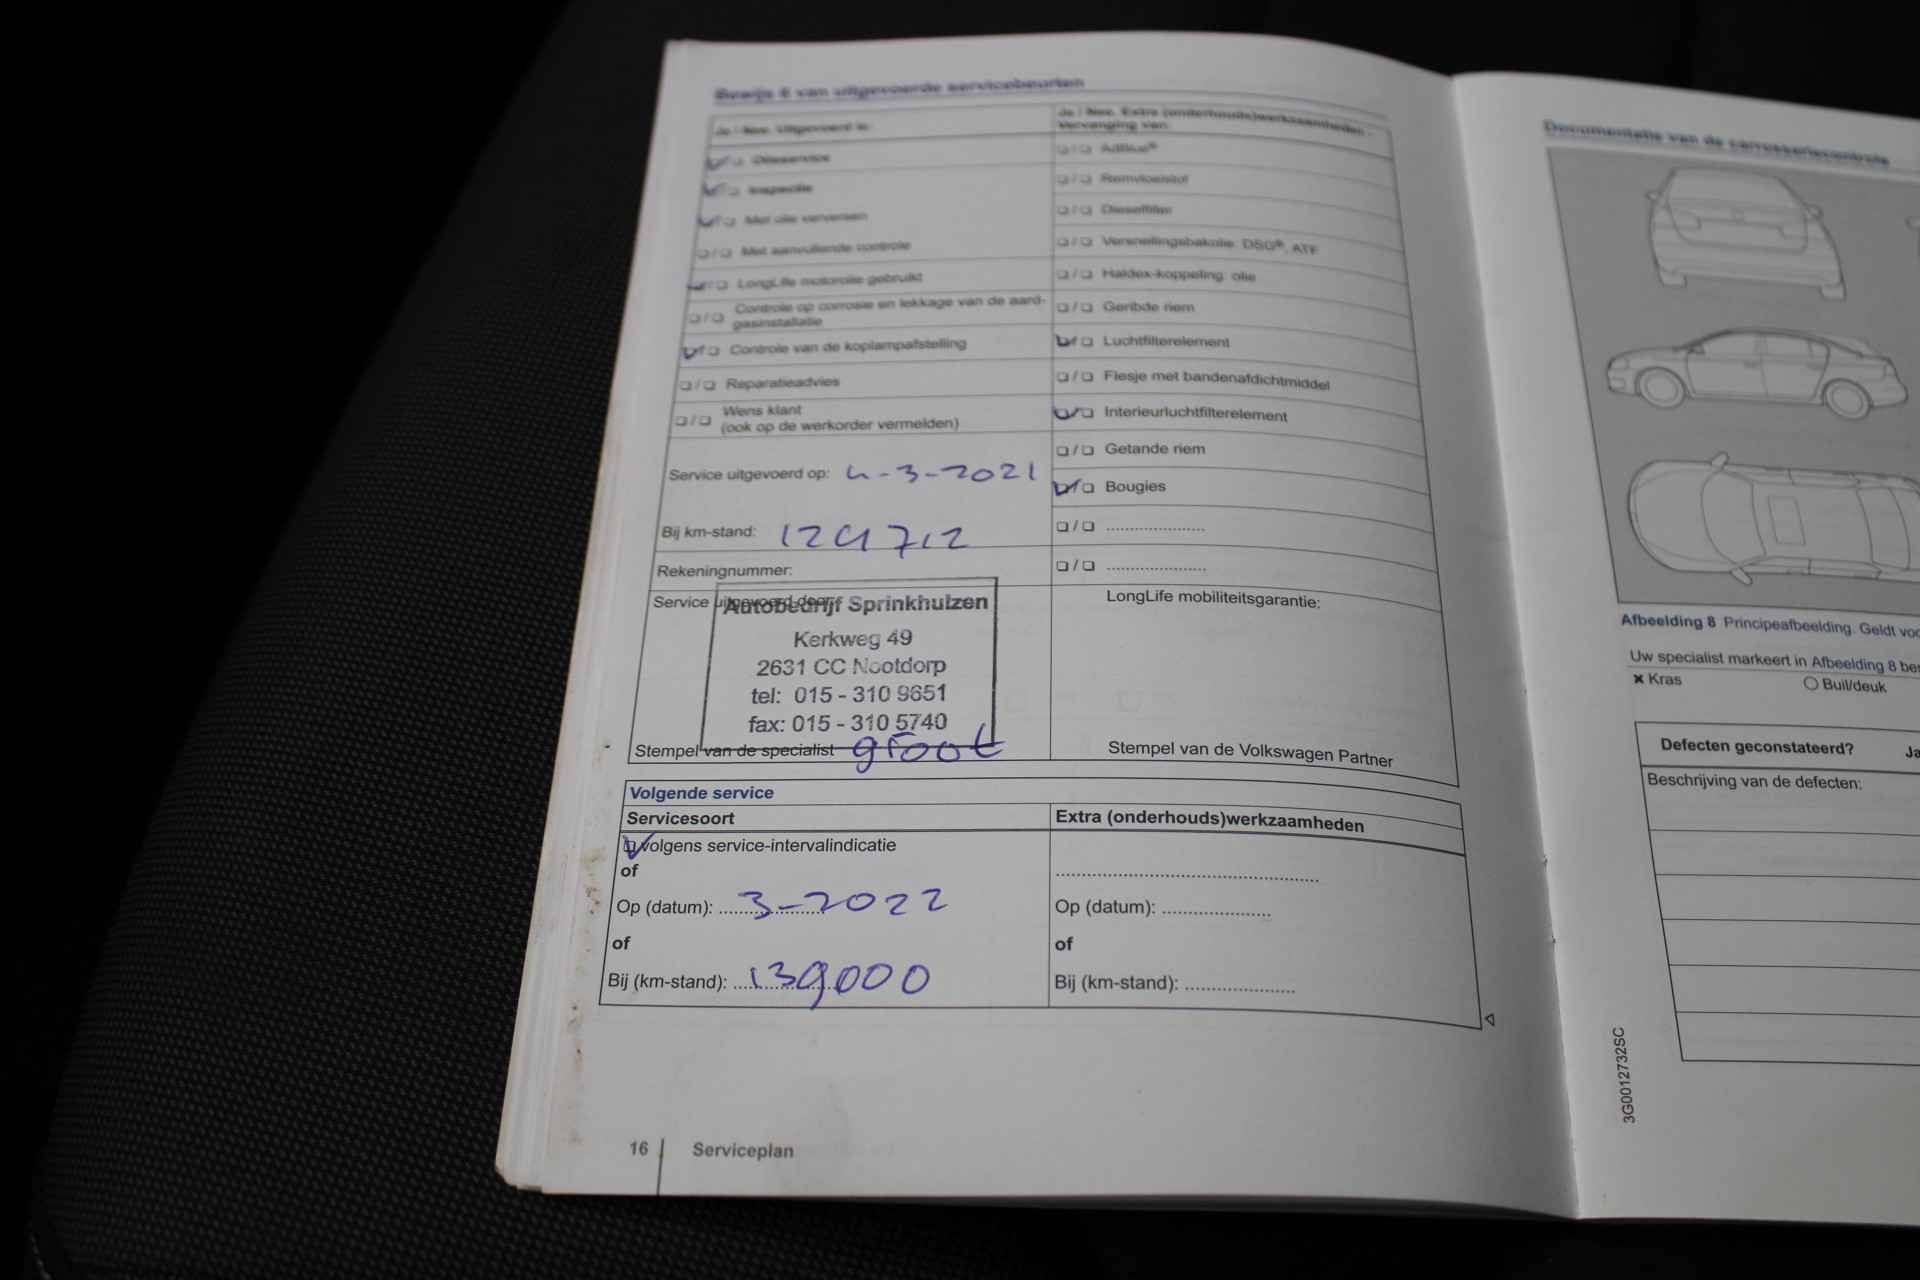 Bewijs 6 van uitgevoerde servicebeurten
Ja / Nee. Uitgevoerd is:
☑/❏ Olieservice
☑/❏ Inspectie
☑/❏ Met olie verversen
❏/❏ Met aanvullende controle
☑/❏ LongLife motorolie gebruikt
❏/❏ Controle op corrosie en lekkage van de aard-
gasinstallatie
☑/❏ Controle van de koplampafstelling
❏/❏ Reparatieadvies
❏/❏ Wens klant
(ook op de werkorder vermelden)
Service uitgevoerd op: 4-3-2021
Bij km-stand: 129712
Rekeningnummer:
Service uitgevoerd door:
Autobedrijf Sprinkhuizen
Kerkweg 49
2631 CC Nootdorp
tel: 015 - 310 9651
fax: 015 - 310 5740
Stempel van de specialist groot
Ja / Nee. Extra (onderhouds)werkzaamheden -
Vervanging van:
❏/❏ AdBlue®
❏/❏ Remvloeistof
❏/❏ Dieselfilter
❏/❏ Versnellingsbakolie: DSG®, ATF
❏/❏ Haldex-koppeling: olie
❏/❏ Geribde riem
☑/❏ Luchtfilterelement
❏/❏ Flesje met bandenafdichtmiddel
☑/❏ Interieurluchtfilterelement
❏/❏ Getande riem
☑/❏ Bougies
❏/❏ ....................
❏/❏ ....................
LongLife mobiliteitsgarantie:
Stempel van de Volkswagen Partner
Volgende service
Servicesoort
☑ volgens service-intervalindicatie
of
Op (datum): 3-2022
of
Bij (km-stand): 139000
Extra (onderhouds)werkzaamheden
..................................................
Op (datum): ....................
of
Bij (km-stand): ....................
16 Serviceplan
Documentatie van de carrosseriecontrole
Afbeelding 8 Principeafbeelding. Geldt voo
Uw specialist markeert in Afbeelding 8 bes
✖ Kras ○ Buil/deuk
Defecten geconstateerd? Ja
Beschrijving van de defecten:
3G0012732SC